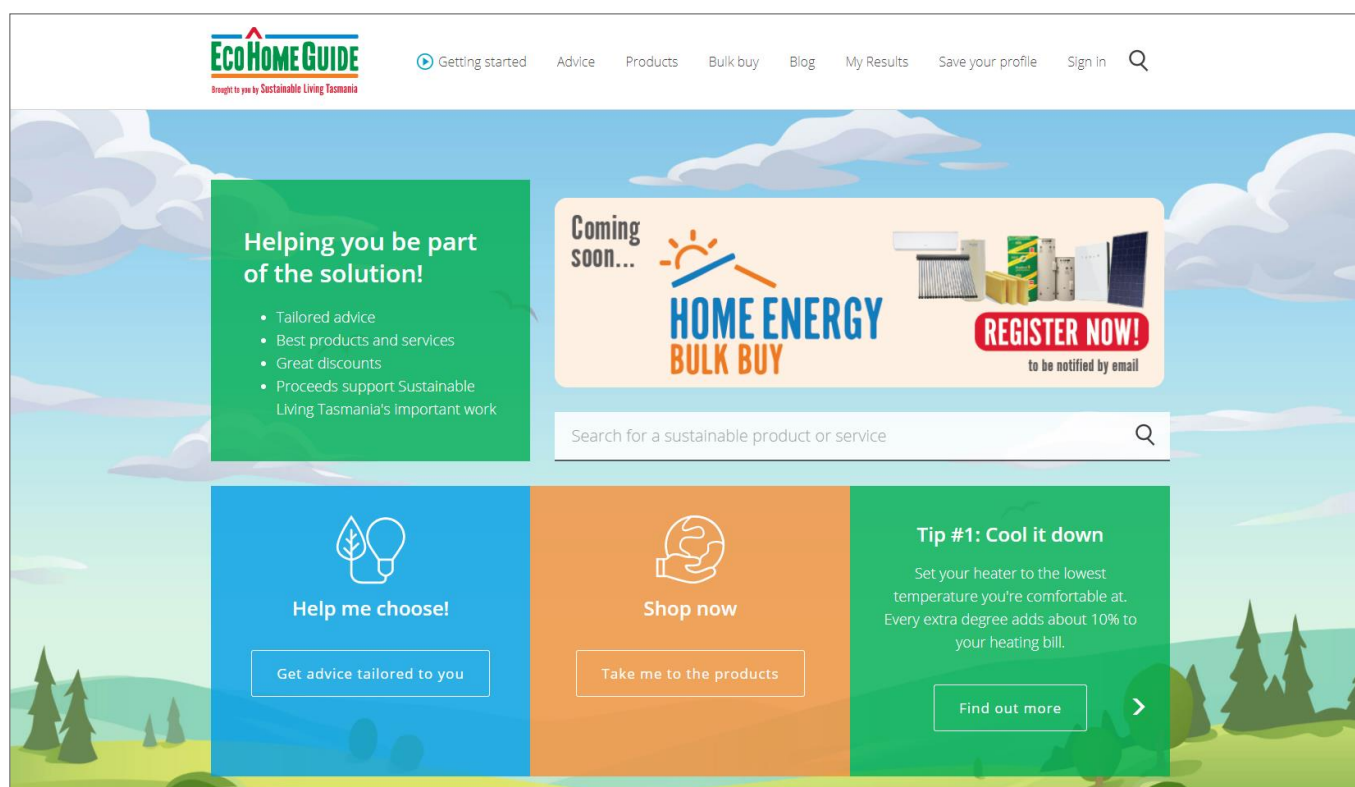 ECO HOME GUIDE
Brought to you by Sustainable Living Tasmania
Getting started
Advice
Products
Bulk buy
Blog
My Results
Save your profile
Sign In
Helping you be part
of the solution!
• Tailored advice
• Best products and services
• Great discounts
• Proceeds support Sustainable
Living Tasmania's important work
Coming
soon...
HOME ENERGY
BULK BUY
REGISTER NOW!
to be notified by email
Search for a sustainable product or service
Help me choose!
Get advice tailored to you
Shop now
Take me to the products
Tip #1: Cool it down
Set your heater to the lowest
temperature you're comfortable at.
Every extra degree adds about 10% to
your heating bill.
Find out more